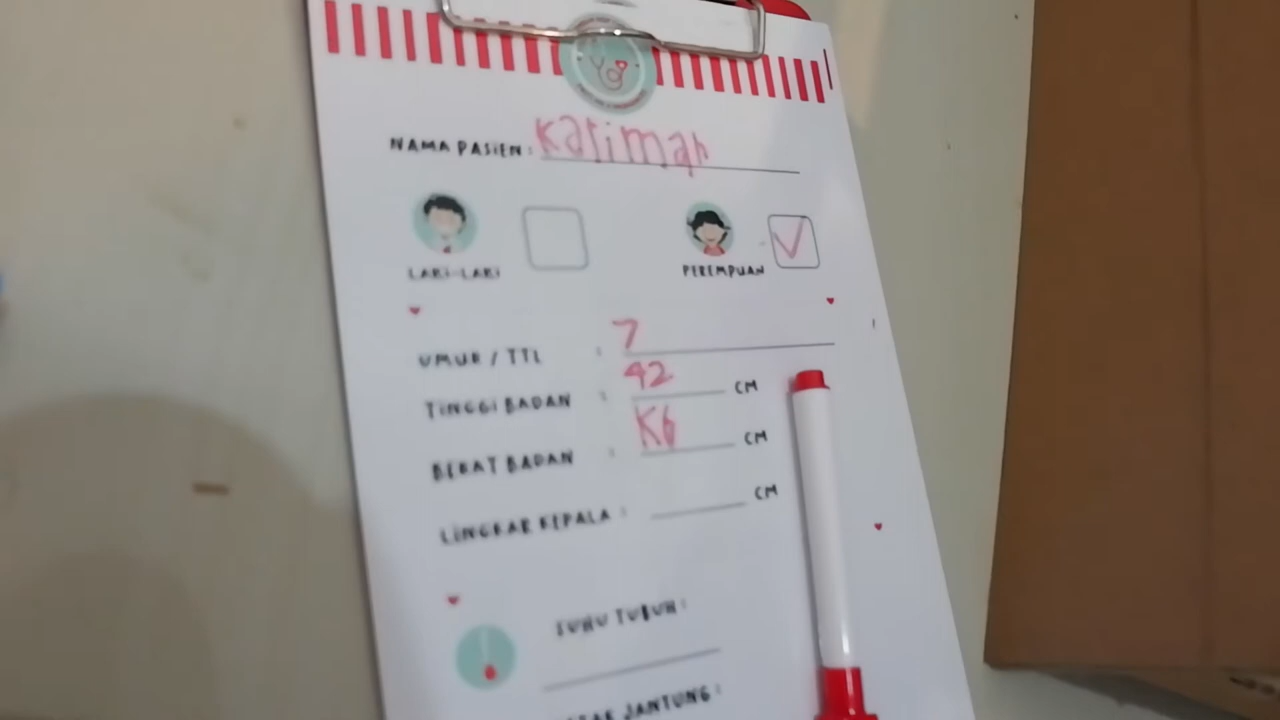 NAMA PASIEN : Karimah
LAKI-LAKI
PEREMPUAN ✓
UMUR / TTL : 7
TINGGI BADAN : 42 CM
BERAT BADAN : KG CM
LINGKAR KEPALA : CM
SUHU TUBUH :
JANTUNG :